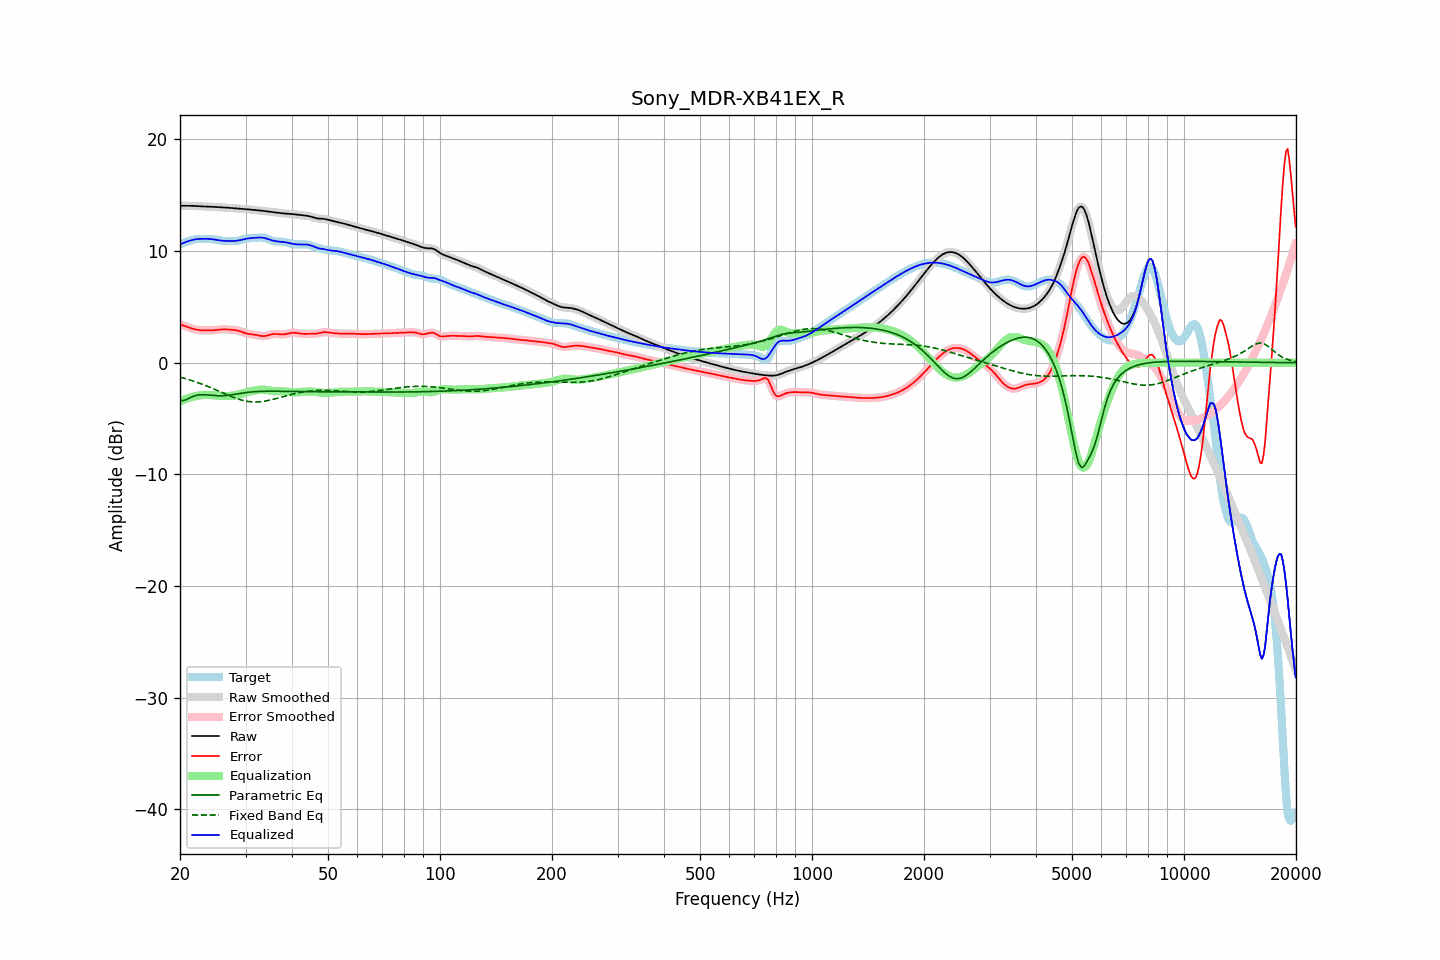 Sony_MDR-XB41EX_R
20
10
0
−10
−20
−30
−40
Amplitude (dBr)
Target
Raw Smoothed
Error Smoothed
Raw
Error
Equalization
Parametric Eq
Fixed Band Eq
Equalized
20 50 100 200 500 1000 2000 5000 10000 20000
Frequency (Hz)